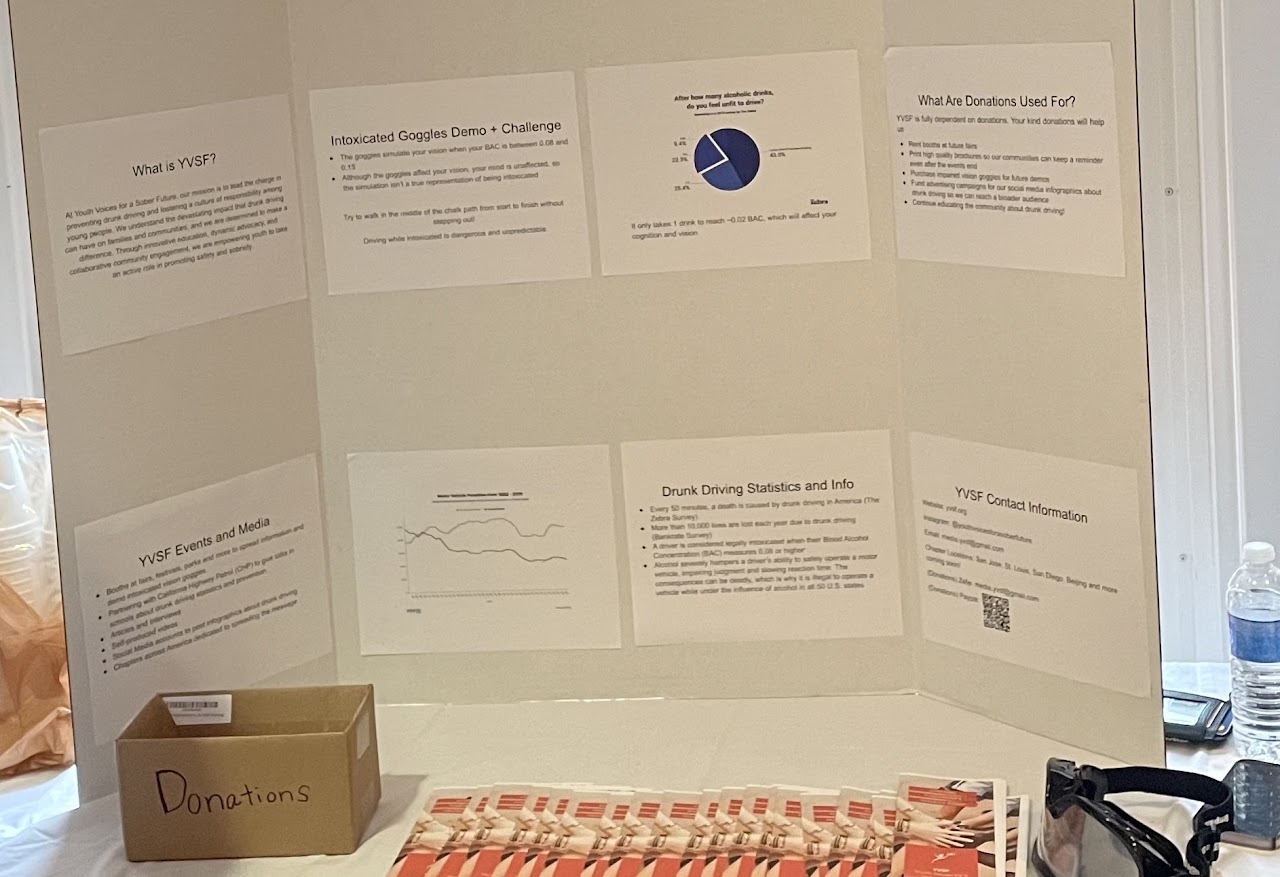 What is YVSF?
At Youth Voices for a Sober Future, our mission is to lead the charge in
preventing drunk driving and fostering a culture of responsibility among
young people. We understand the devastating impact that drunk driving
can have on families and communities, and we are determined to make a
difference. Through innovative education, dynamic advocacy, and
collaborative community engagement, we are empowering youth to take
an active role in promoting safety and sobriety.
Intoxicated Goggles Demo + Challenge
The goggles simulate your vision when your BAC is between 0.08 and
0.15
Although the goggles affect your vision, your mind is unaffected, so
the simulation isn't a true representation of being intoxicated
Try to walk in the middle of the chalk path from start to finish without
stepping out!
Driving while intoxicated is dangerous and unpredictable
After how many alcoholic drinks,
do you feel unfit to drive?
9.4%
43.0%
25.4%
Zebra
It only takes 1 drink to reach ~0.02 BAC, which will affect your
cognition and vision
What Are Donations Used For?
YVSF is fully dependent on donations. Your kind donations will help
us
Rent booths at future fairs
Print high quality brochures so our communities can keep a reminder
even after the events end
Purchase impaired vision goggles for future demos
Fund advertising campaigns for our social media infographics about
drunk driving so we can reach a broader audience
Continue educating the community about drunk driving!
YVSF Events and Media
Booths at fairs, festivals, parks and more to spread information and
demo intoxicated vision goggles
Partnering with California Highway Patrol (CHP) to give talks in
schools about drunk driving statistics and prevention
Articles and interviews
Self-produced videos
Social Media accounts to post infographics about drunk driving
Chapters across America dedicated to spreading the message
Drunk Driving Statistics and Info
Every 50 minutes, a death is caused by drunk driving in America (The
Zebra Survey)
More than 10,000 lives are lost each year due to drunk driving
(Bankrate Survey)
A driver is considered legally intoxicated when their Blood Alcohol
Concentration (BAC) measures 0.08 or higher
Alcohol severely hampers a driver's ability to safely operate a motor
vehicle, impairing judgment and slowing reaction time. The
consequences can be deadly, which is why it is illegal to operate a
vehicle while under the influence of alcohol in all 50 U.S. states
YVSF Contact Information
Website: yvsf.org
Instagram:
Email: media.yvsf@gmail.com
Chapter Locations: San Jose, St. Louis, San Diego, Beijing and more
coming soon!
(Donations) Zelle: media.yvsf@gmail.com
(Donations) Paypal:
Donations